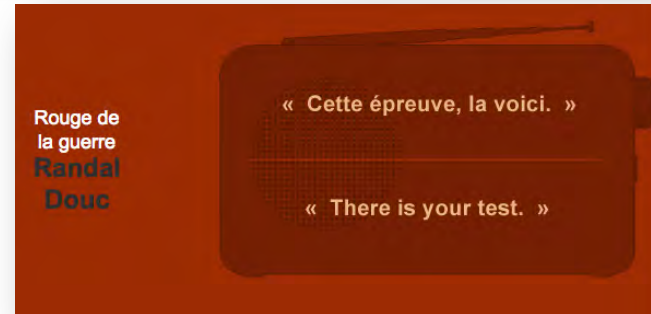 Rouge de
la guerre
Randal
Douc
«  Cette épreuve, la voici.  »
«  There is your test.  »